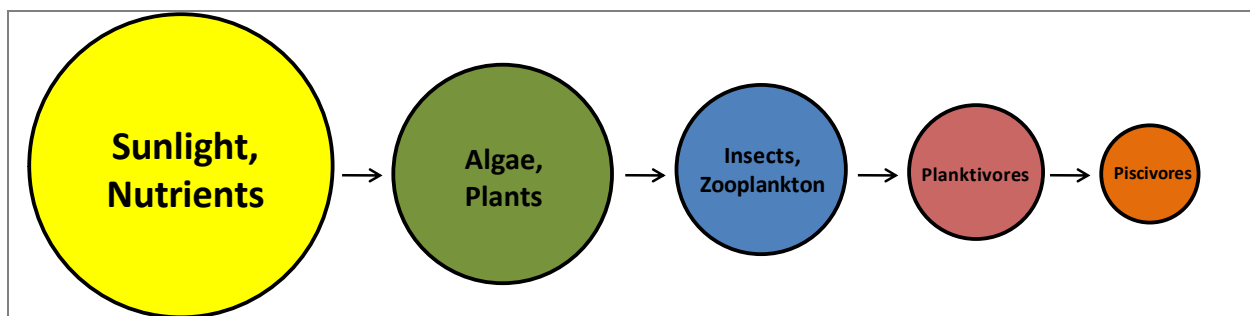 Sunlight,
Nutrients
Algae,
Plants
Insects,
Zooplankton
Planktivores
Piscivores